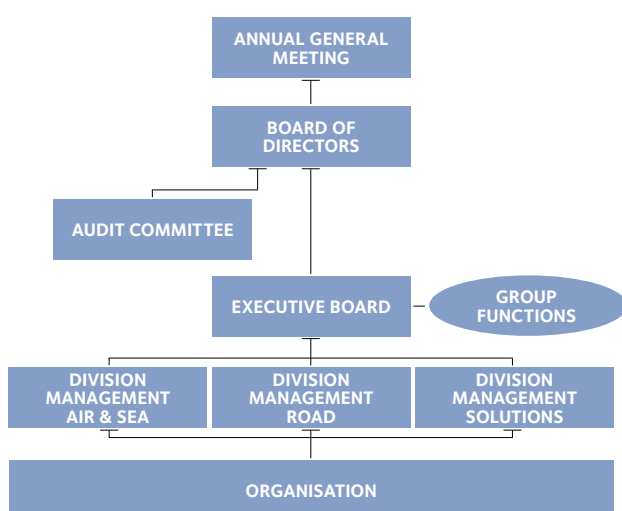 ANNUAL GENERAL
MEETING
BOARD OF
DIRECTORS
AUDIT COMMITTEE
EXECUTIVE BOARD
GROUP
FUNCTIONS
DIVISION
MANAGEMENT
AIR & SEA
DIVISION
MANAGEMENT
ROAD
DIVISION
MANAGEMENT
SOLUTIONS
ORGANISATION